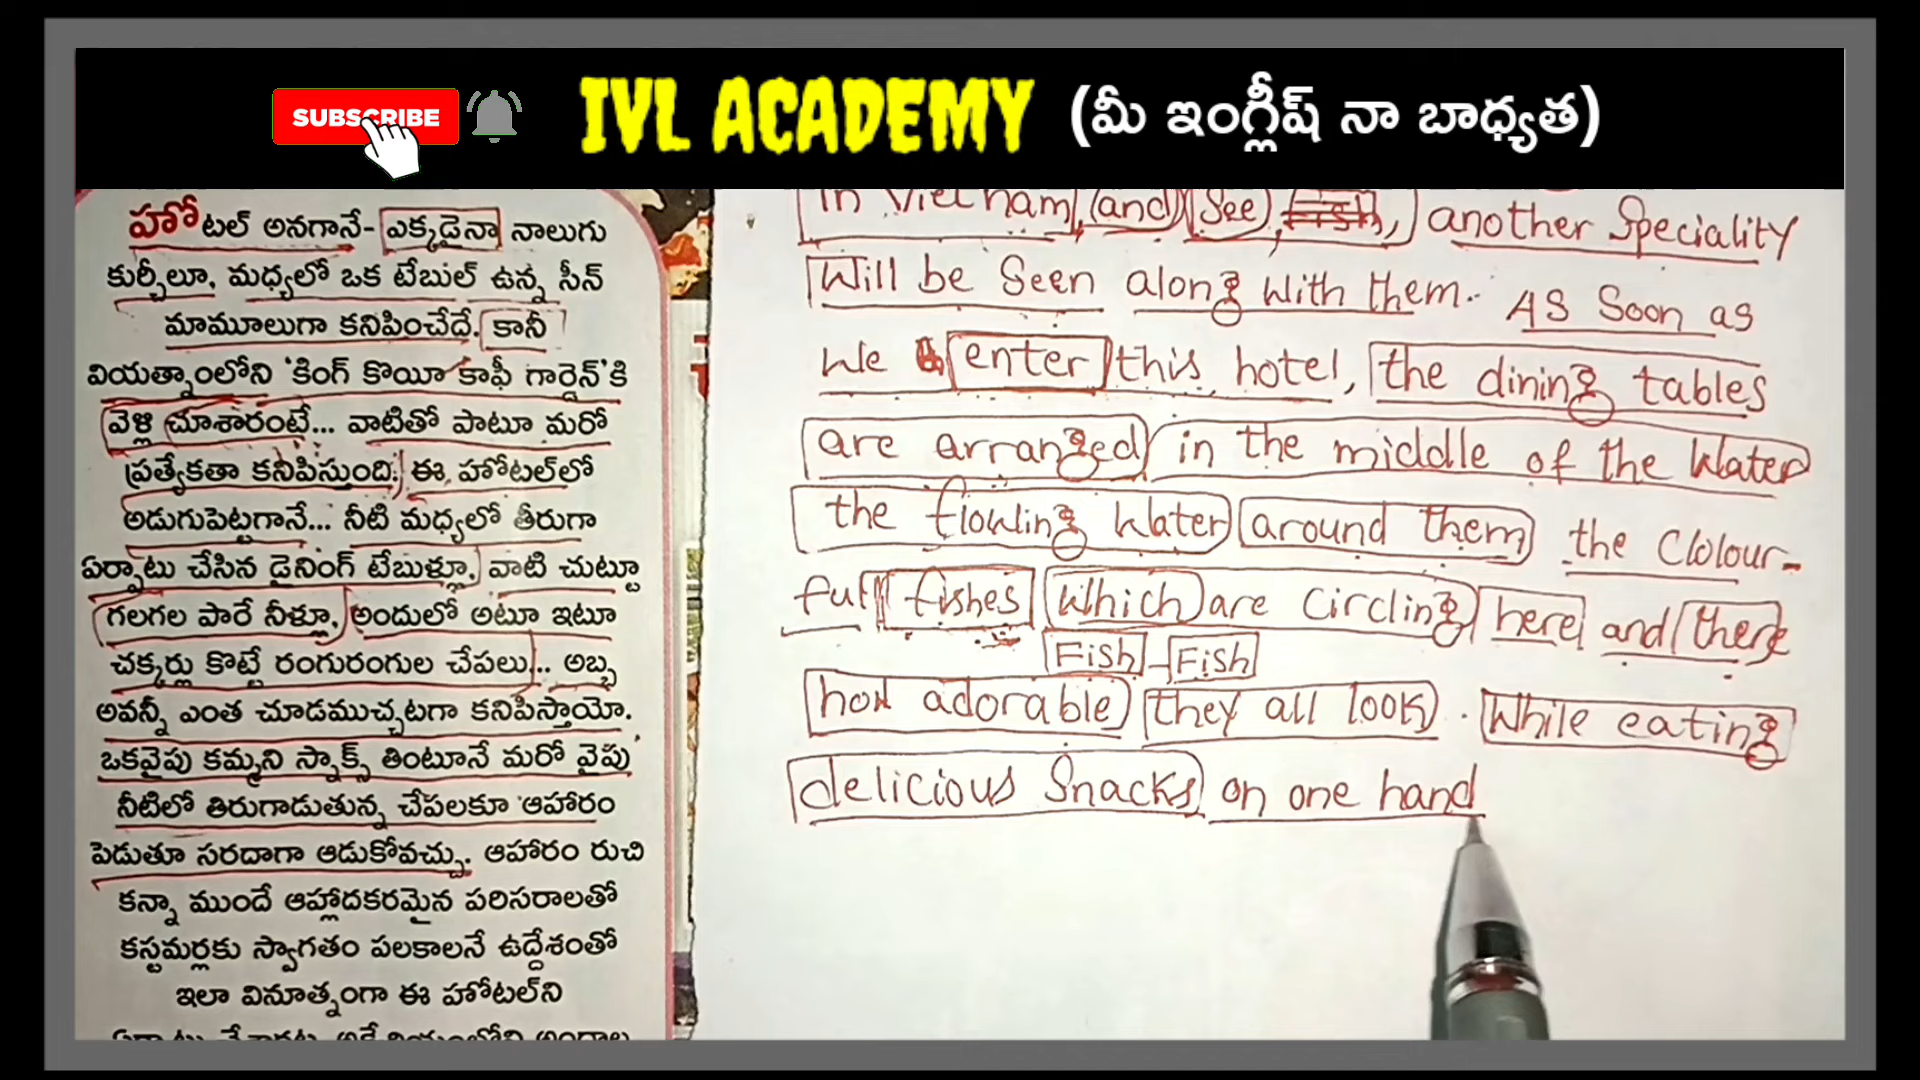 SUBSCRIBE
IVL ACADEMY (మీ ఇంగ్లీష్ నా బాధ్యత)
హోటల్ అనగానే- ఎక్కడైనా నాలుగు
కుర్చీలూ, మధ్యలో ఒక టేబుల్ ఉన్న సీన్
మామూలుగా కనిపించేదే. కానీ
వియత్నాంలోని 'కింగ్ కొయీ కాఫీ గార్డెన్'కి
వెళ్లి చూశారంటే... వాటితో పాటూ మరో
ప్రత్యేకతా కనిపిస్తుంది. ఈ హోటల్‌లో
అడుగుపెట్టగానే... నీటి మధ్యలో తీరుగా
ఏర్పాటు చేసిన డైనింగ్ టేబుళ్లూ, వాటి చుట్టూ
గలగల పారే నీళ్లూ, అందులో అటూ ఇటూ
చక్కర్లు కొట్టే రంగురంగుల చేపలు... అబ్బ
అవన్నీ ఎంత చూడముచ్చటగా కనిపిస్తాయో.
ఒకవైపు కమ్మని స్నాక్స్ తింటూనే మరో వైపు
నీటిలో తిరుగాడుతున్న చేపలకూ ఆహారం
పెడుతూ సరదాగా ఆడుకోవచ్చు. ఆహారం రుచి
కన్నా ముందే ఆహ్లాదకరమైన పరిసరాలతో
కస్టమర్లకు స్వాగతం పలకాలనే ఉద్దేశంతో
ఇలా వినూత్నంగా ఈ హోటల్‌ని
in Vietnam, (and) see, another Speciality
Will be Seen along with them. As Soon as
We enter this hotel, the dining tables
are arranged in the middle of the Water
the flowing Water around them the Clolour-
ful fishes Which are Circling here and there
Fish - Fish
how adorable they all look. While eating
delicious Snacks on one hand